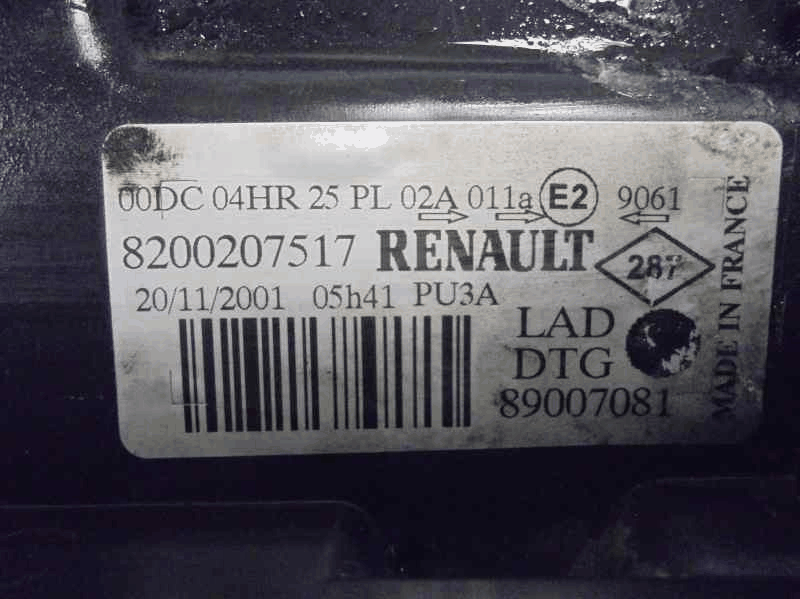 00DC 04HR 25 PL 02A 011a E2 9061
8200207517 RENAULT 287
20/11/2001 05h41 PU3A
LAD
DTG
89007081
MADE IN FRANCE